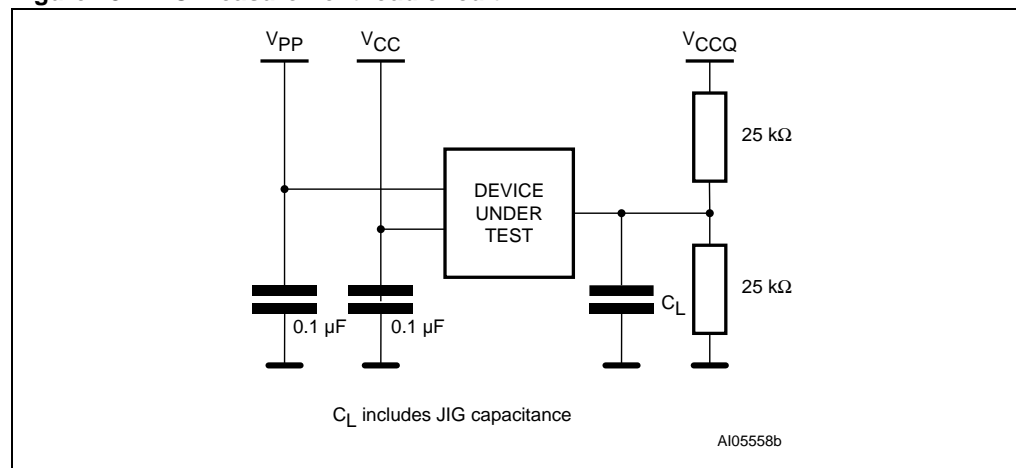 VPP
VCC
VCCQ
25 kΩ
DEVICE
UNDER
TEST
25 kΩ
CL
0.1 µF
0.1 µF
CL includes JIG capacitance
AI05558b